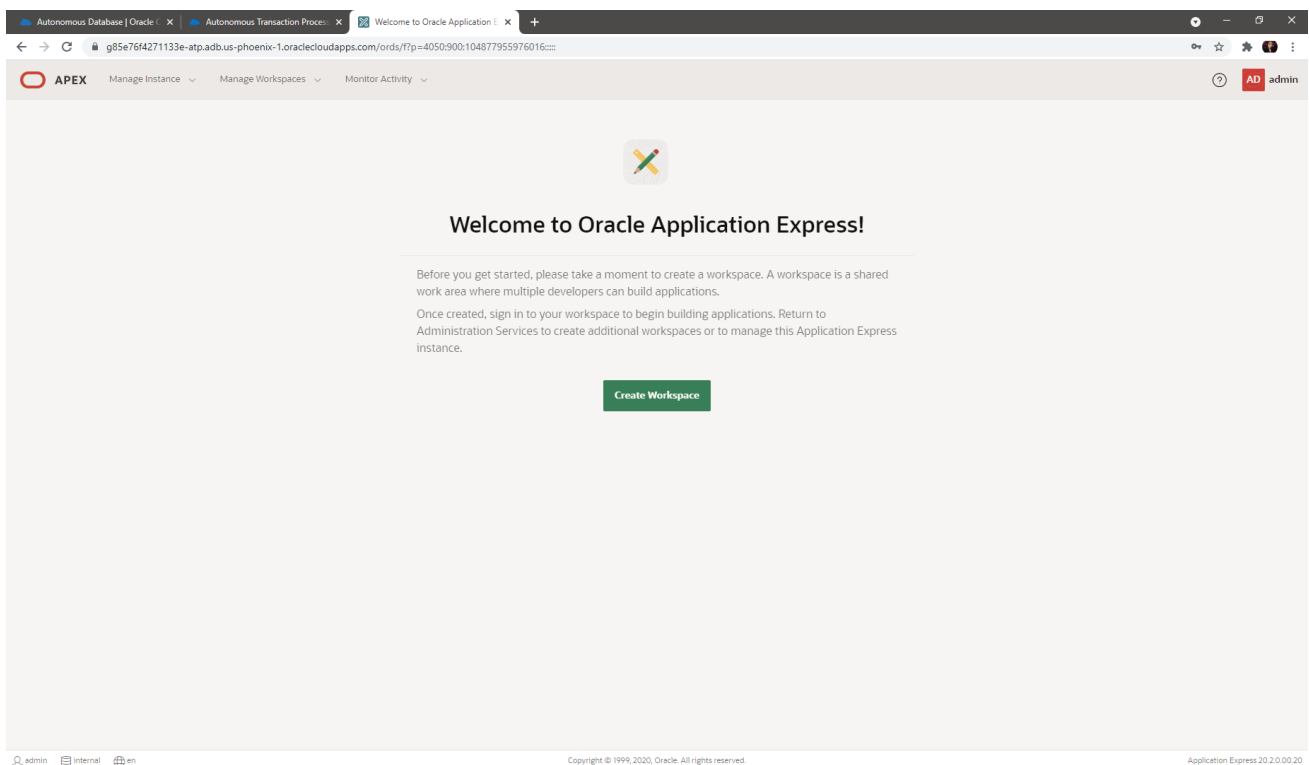 Autonomous Database | Oracle C
Autonomous Transaction Process
Welcome to Oracle Application E
g85e76f4271133e-atp.adb.us-phoenix-1.oraclecloudapps.com/ords/f?p=4050:900:104877955976016:::::
APEX
Manage Instance
Manage Workspaces
Monitor Activity
?
AD admin
Welcome to Oracle Application Express!
Before you get started, please take a moment to create a workspace. A workspace is a shared
work area where multiple developers can build applications.
Once created, sign in to your workspace to begin building applications. Return to
Administration Services to create additional workspaces or to manage this Application Express
instance.
Create Workspace
admin
internal
en
Copyright © 1999, 2020, Oracle. All rights reserved.
Application Express 20.2.0.00.20